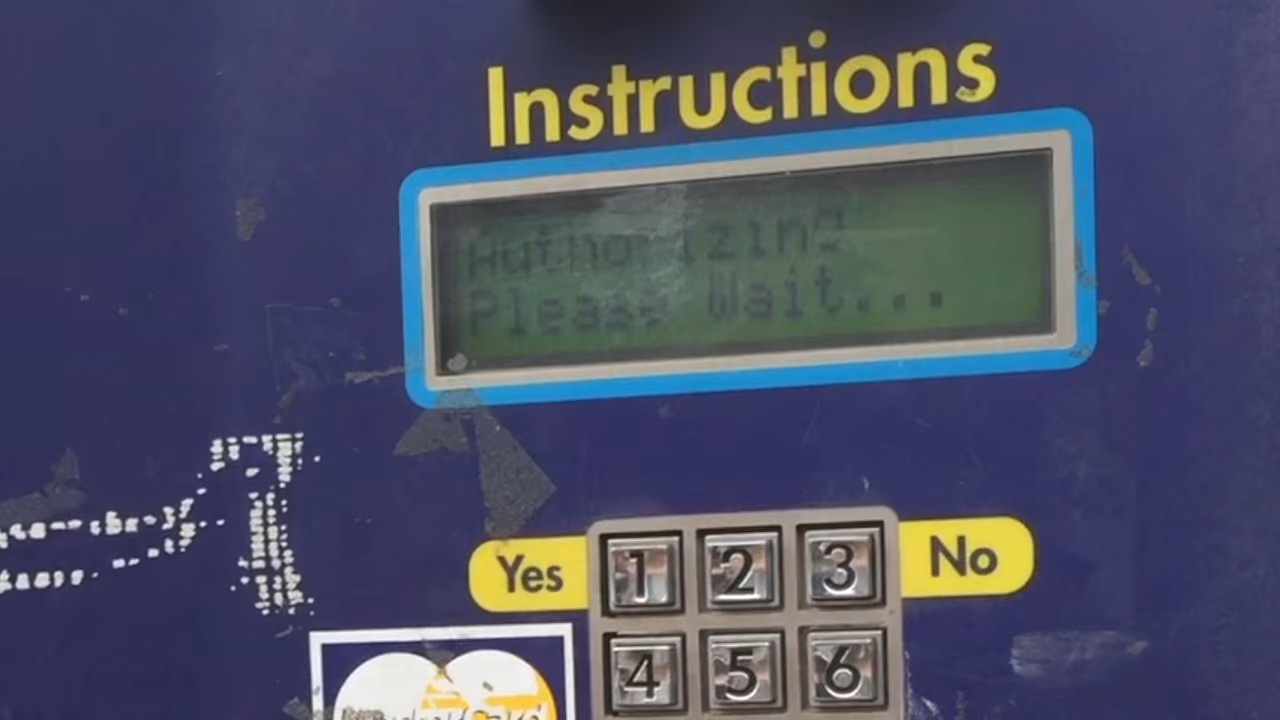 Instructions
Authorizing
Please Wait...
Yes 1 2 3 No
4 5 6